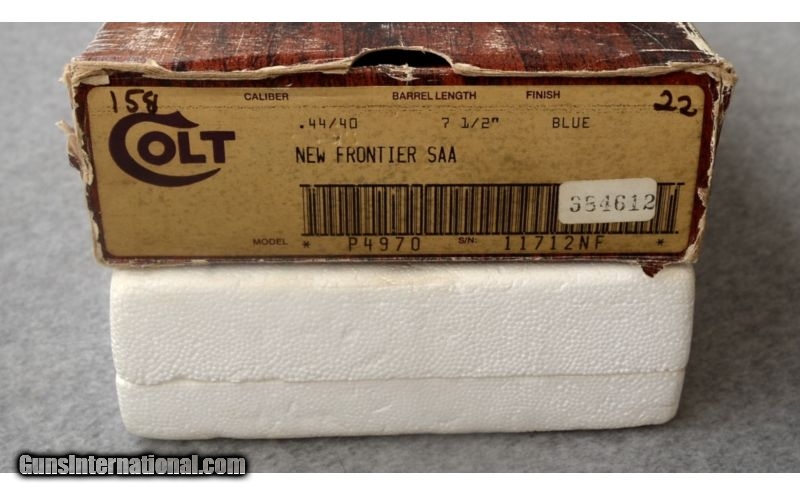 158 CALIBER BARREL LENGTH FINISH 22
.44/40 7 1/2" BLUE
COLT
NEW FRONTIER SAA
384612
MODEL * P4970 S/N: 11712NF *
GunsInternational.com